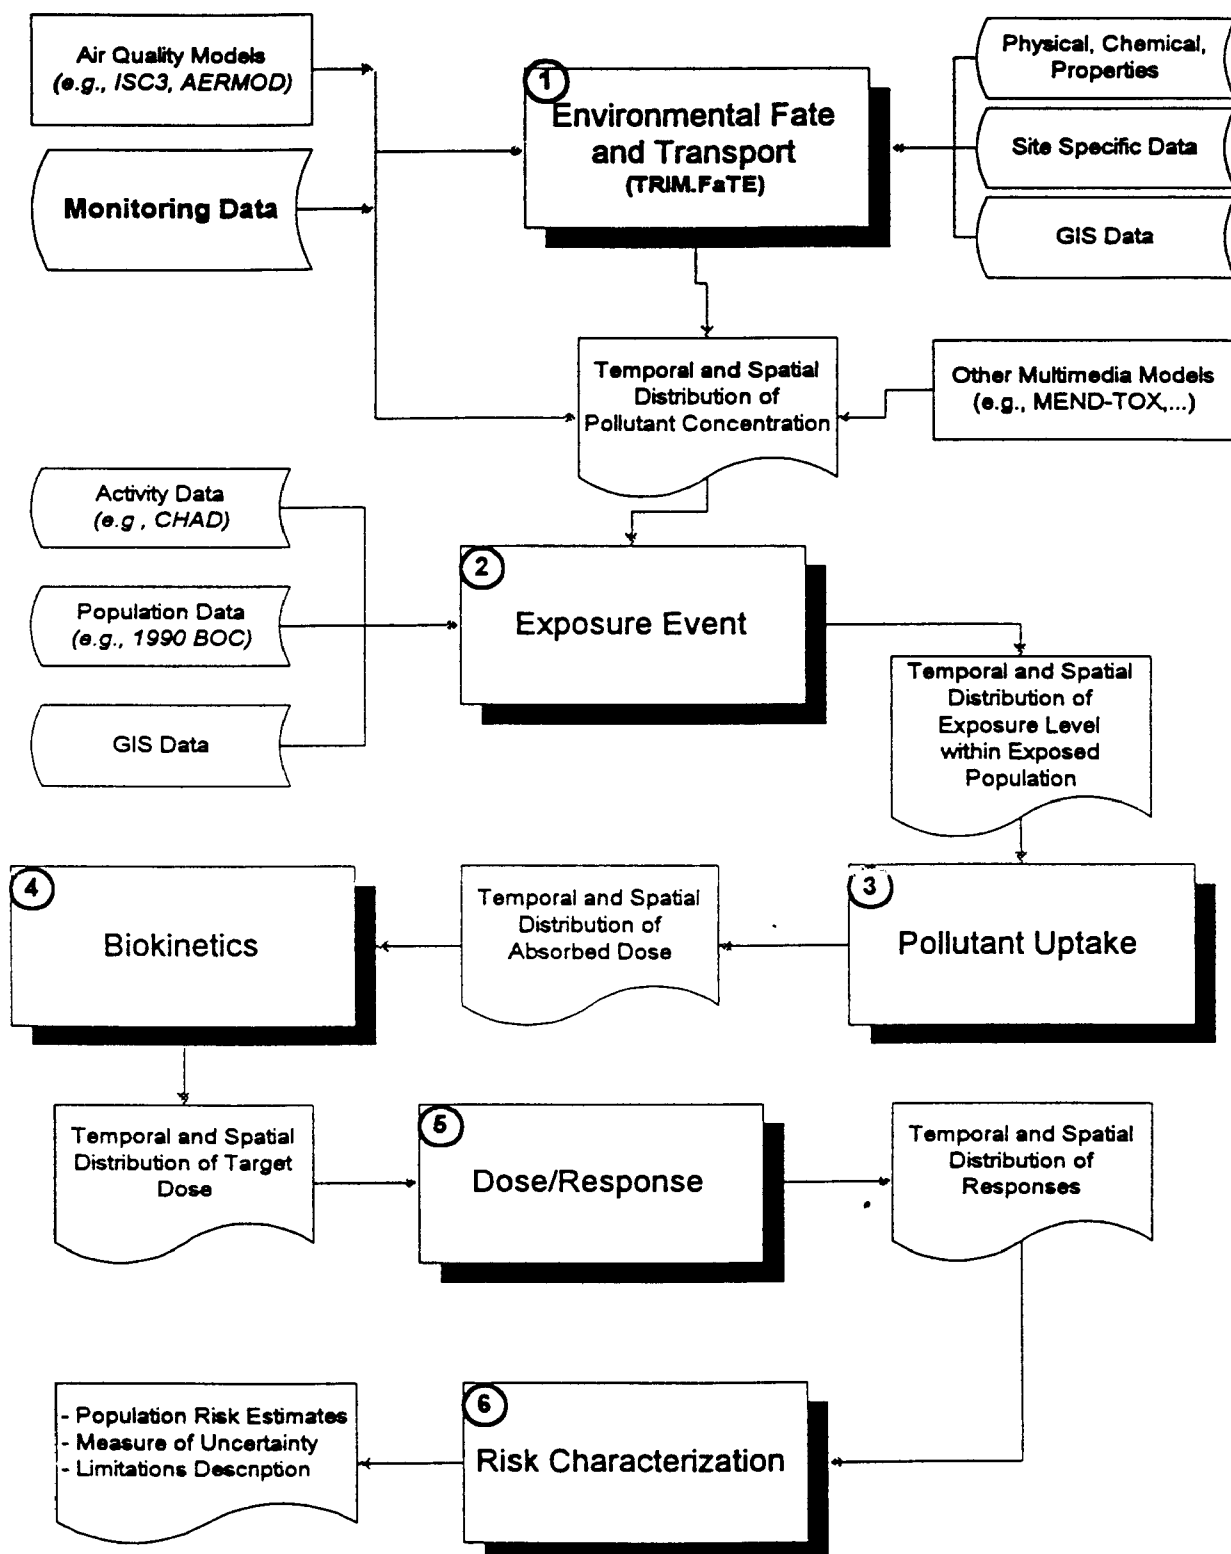 Air Quality Models
(e.g., ISC3, AERMOD)
Monitoring Data
1
Environmental Fate
and Transport
(TRIM.FaTE)
Physical, Chemical,
Properties
Site Specific Data
GIS Data
Temporal and Spatial
Distribution of
Pollutant Concentration
Other Multimedia Models
(e.g., MEND-TOX,...)
Activity Data
(e.g , CHAD)
Population Data
(e.g., 1990 BOC)
GIS Data
2
Exposure Event
Temporal and Spatial
Distribution of
Exposure Level
within Exposed
Population
3
Pollutant Uptake
Temporal and Spatial
Distribution of
Absorbed Dose
4
Biokinetics
Temporal and Spatial
Distribution of Target
Dose
5
Dose/Response
Temporal and Spatial
Distribution of
Responses
6
Risk Characterization
- Population Risk Estimates
- Measure of Uncertainty
- Limitations Description